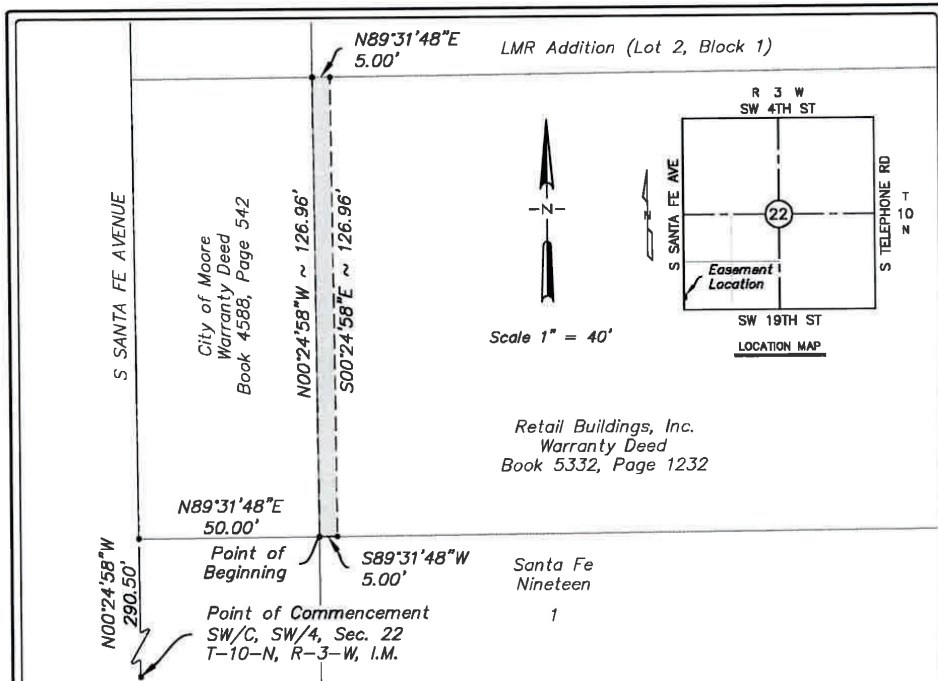 N89°31'48"E
5.00'
LMR Addition (Lot 2, Block 1)
R 3 W
SW 4TH ST
S SANTA FE AVE
22
S TELEPHONE RD
T
10
N
N
Easement
Location
SW 19TH ST
LOCATION MAP
N
Scale 1" = 40'
S SANTA FE AVENUE
City of Moore
Warranty Deed
Book 4588, Page 542
N00°24'58"W ~ 126.96'
S00°24'58"E ~ 126.96'
Retail Buildings, Inc.
Warranty Deed
Book 5332, Page 1232
N89°31'48"E
50.00'
Point of
Beginning
S89°31'48"W
5.00'
Santa Fe
Nineteen
1
N00°24'58"W
290.50'
Point of Commencement
SW/C, SW/4, Sec. 22
T-10-N, R-3-W, I.M.